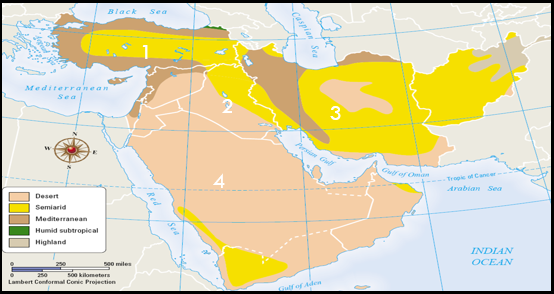 Black Sea
Caspian Sea
1
Mediterranean
Sea
2
3
N
W E
S
Persian Gulf
4
Gulf of Oman
Tropic of Cancer
Arabian Sea
Red Sea
Desert
Semiarid
Mediterranean
Humid subtropical
Highland
INDIAN
OCEAN
0 250 500 miles
0 250 500 kilometers
Lambert Conformal Conic Projection
Gulf of Aden